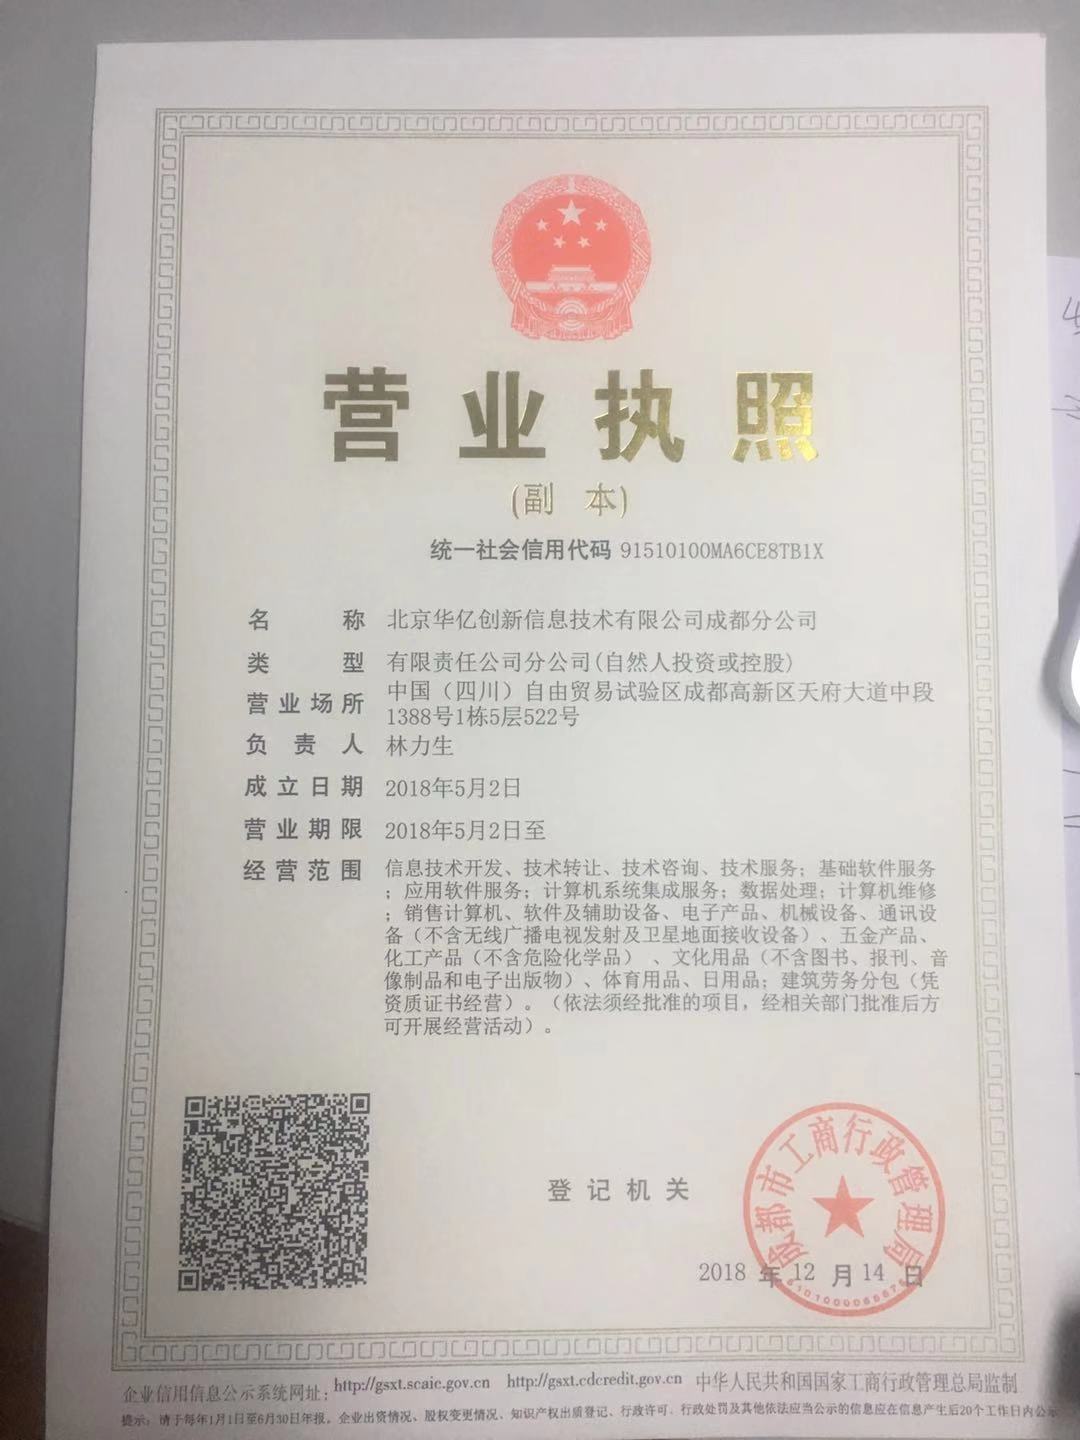 营业执照
(副 本)
统一社会信用代码 91510100MA6CE8TB1X
名 称 北京华亿创新信息技术有限公司成都分公司
类 型 有限责任公司分公司(自然人投资或控股)
营业场所 中国（四川）自由贸易试验区成都高新区天府大道中段
1388号1栋5层522号
负 责 人 林力生
成立日期 2018年5月2日
营业期限 2018年5月2日至
经营范围 信息技术开发、技术转让、技术咨询、技术服务；基础软件服务
；应用软件服务；计算机系统集成服务；数据处理；计算机维修
；销售计算机、软件及辅助设备、电子产品、机械设备、通讯设
备（不含无线广播电视发射及卫星地面接收设备）、五金产品、
化工产品（不含危险化学品）、文化用品（不含图书、报刊、音
像制品和电子出版物）、体育用品、日用品；建筑劳务分包（凭
资质证书经营）。（依法须经批准的项目，经相关部门批准后方
可开展经营活动）。
登记机关
成都市工商行政管理局
2018 年 12 月 14 日
企业信用信息公示系统网址：http://gsxt.scaic.gov.cn http://gsxt.cdcredit.gov.cn 中华人民共和国国家工商行政管理总局监制
提示：请于每年1月1日至6月30日年报。企业出资情况、股权变更情况、知识产权出质登记、行政许可、行政处罚及其他依法应当公示的信息应在信息产生后20个工作日内公示